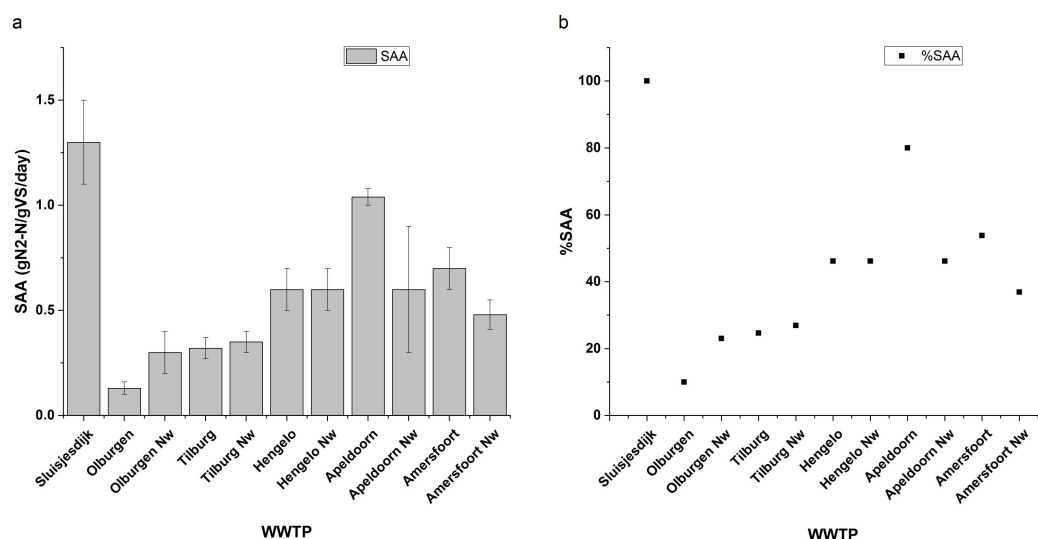 a
SAA
SAA (gN2-N/gVS/day)
1.5
1.0
0.5
0.0
Sluisjesdijk
Olburgen
Olburgen Nw
Tilburg
Tilburg Nw
Hengelo
Hengelo Nw
Apeldoorn
Apeldoorn Nw
Amersfoort
Amersfoort Nw
WWTP
b
%SAA
%SAA
100
80
60
40
20
0
Sluisjesdijk
Olburgen
Olburgen Nw
Tilburg
Tilburg Nw
Hengelo
Hengelo Nw
Apeldoorn
Apeldoorn Nw
Amersfoort
Amersfoort Nw
WWTP